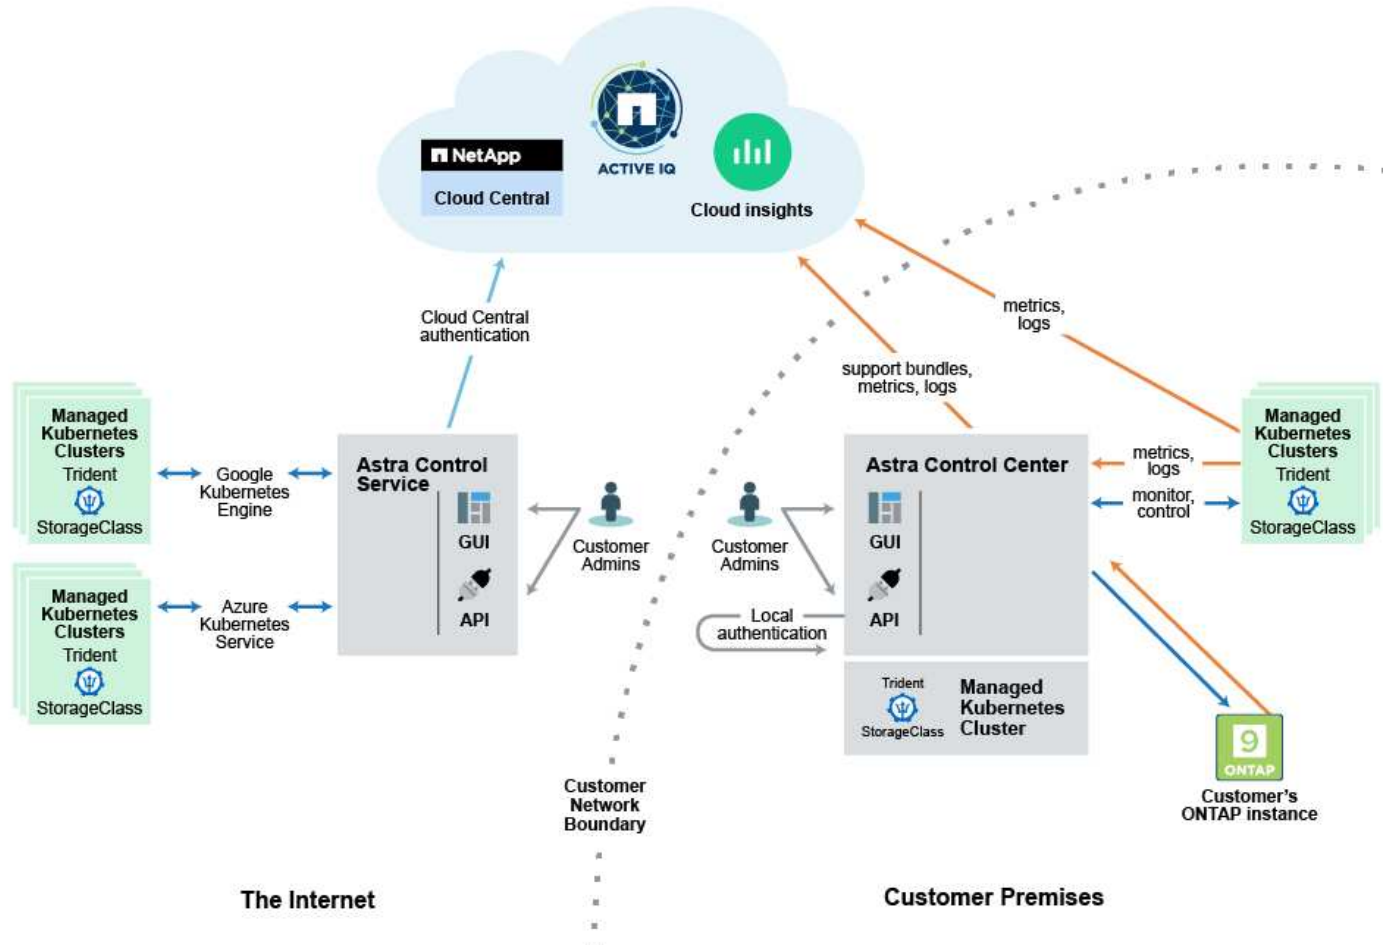 NetApp
Cloud Central
ACTIVE IQ
Cloud insights
Cloud Central
authentication
metrics,
logs
support bundles,
metrics, logs
Managed
Kubernetes
Clusters
Trident
StorageClass
Google
Kubernetes
Engine
Managed
Kubernetes
Clusters
Trident
StorageClass
Azure
Kubernetes
Service
Astra Control
Service
GUI
API
Customer
Admins
Customer
Admins
Astra Control Center
GUI
API
Local
authentication
metrics,
logs
monitor,
control
Managed
Kubernetes
Clusters
Trident
StorageClass
Trident
StorageClass
Managed
Kubernetes
Cluster
9
ONTAP
Customer's
ONTAP instance
Customer
Network
Boundary
The Internet
Customer Premises